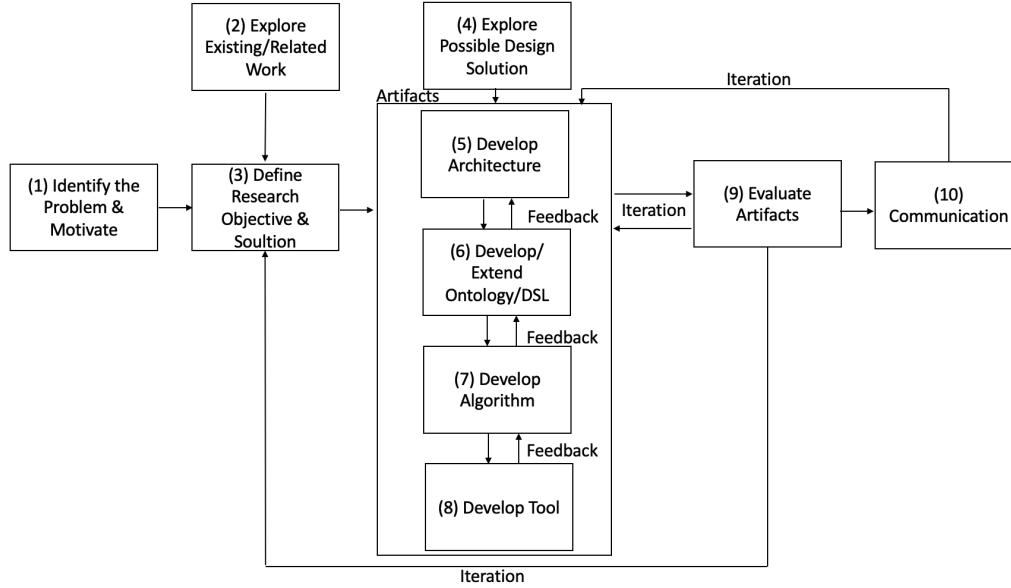 (2) Explore
Existing/Related
Work
(4) Explore
Possible Design
Solution
Iteration
Artifacts
(5) Develop
Architecture
(1) Identify the
Problem &
Motivate
(3) Define
Research
Objective &
Soultion
Feedback
Iteration
(9) Evaluate
Artifacts
(10)
Communication
(6) Develop/
Extend
Ontology/DSL
Feedback
(7) Develop
Algorithm
Feedback
(8) Develop Tool
Iteration